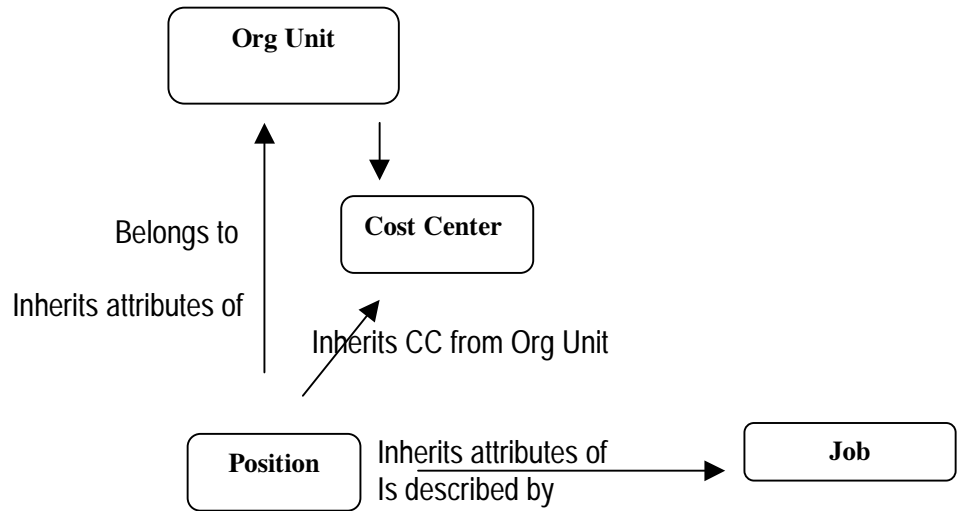 Org Unit
Cost Center
Belongs to
Inherits attributes of
Inherits CC from Org Unit
Position
Inherits attributes of
Is described by
Job